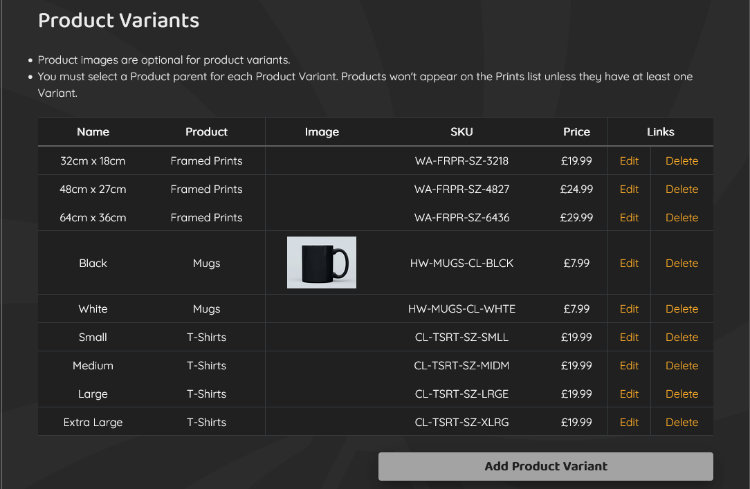 Product Variants
Product images are optional for product variants.
You must select a Product parent for each Product Variant. Products won't appear on the Prints list unless they have at least one
Variant.
Name Product Image SKU Price Links
32cm x 18cm Framed Prints WA-FRPR-SZ-3218 £19.99 Edit Delete
48cm x 27cm Framed Prints WA-FRPR-SZ-4827 £24.99 Edit Delete
64cm x 36cm Framed Prints WA-FRPR-SZ-6436 £29.99 Edit Delete
Black Mugs HW-MUGS-CL-BLCK £7.99 Edit Delete
White Mugs HW-MUGS-CL-WHTE £7.99 Edit Delete
Small T-Shirts CL-TSRT-SZ-SMLL £19.99 Edit Delete
Medium T-Shirts CL-TSRT-SZ-MIDM £19.99 Edit Delete
Large T-Shirts CL-TSRT-SZ-LRGE £19.99 Edit Delete
Extra Large T-Shirts CL-TSRT-SZ-XLRG £19.99 Edit Delete
Add Product Variant